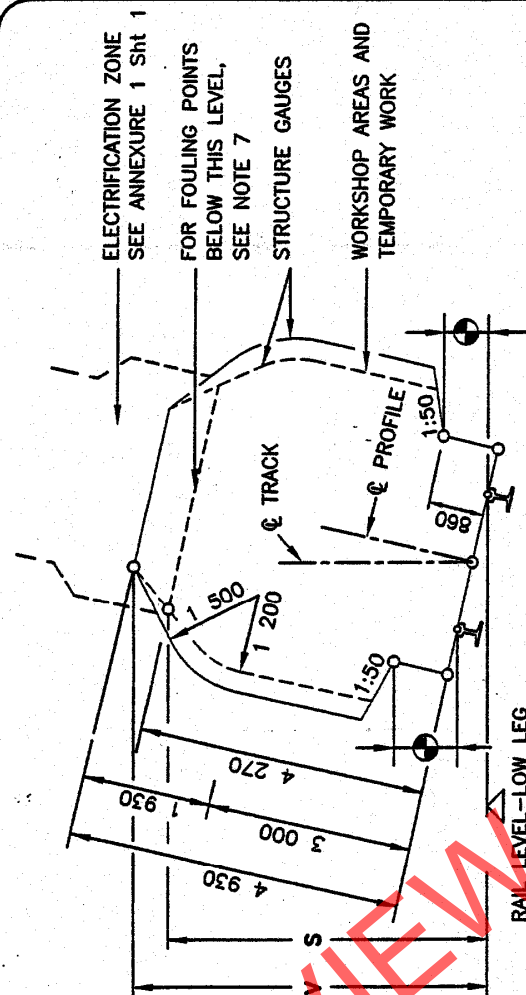 ELECTRIFICATION ZONE
SEE ANNEXURE 1 Sht 1
FOR FOULING POINTS
BELOW THIS LEVEL,
SEE NOTE 7
STRUCTURE GAUGES
WORKSHOP AREAS AND
TEMPORARY WORK
℄ TRACK
℄ PROFILE
1 500
1 200
1:50
1:50
860
4 270
1 930
3 000
4 930
S
V
RAIL LEVEL-LOW LEG
VIEW